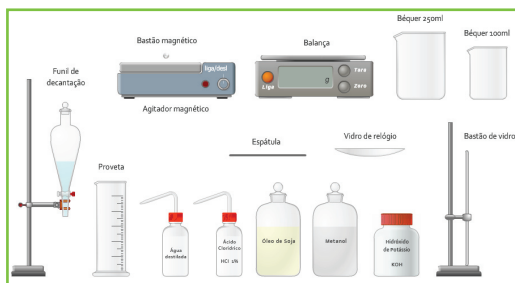 Funil de
decantação
Bastão magnético
liga/desl
Agitador magnético
Balança
Liga
g
Tara
Zero
Béquer 250ml
Béquer 100ml
Proveta
Espátula
Vidro de relógio
Bastão de vidro
Água
destilada
Ácido
Clorídrico
HCl 1%
Óleo de Soja
Metanol
Hidróxido
de Potássio
KOH